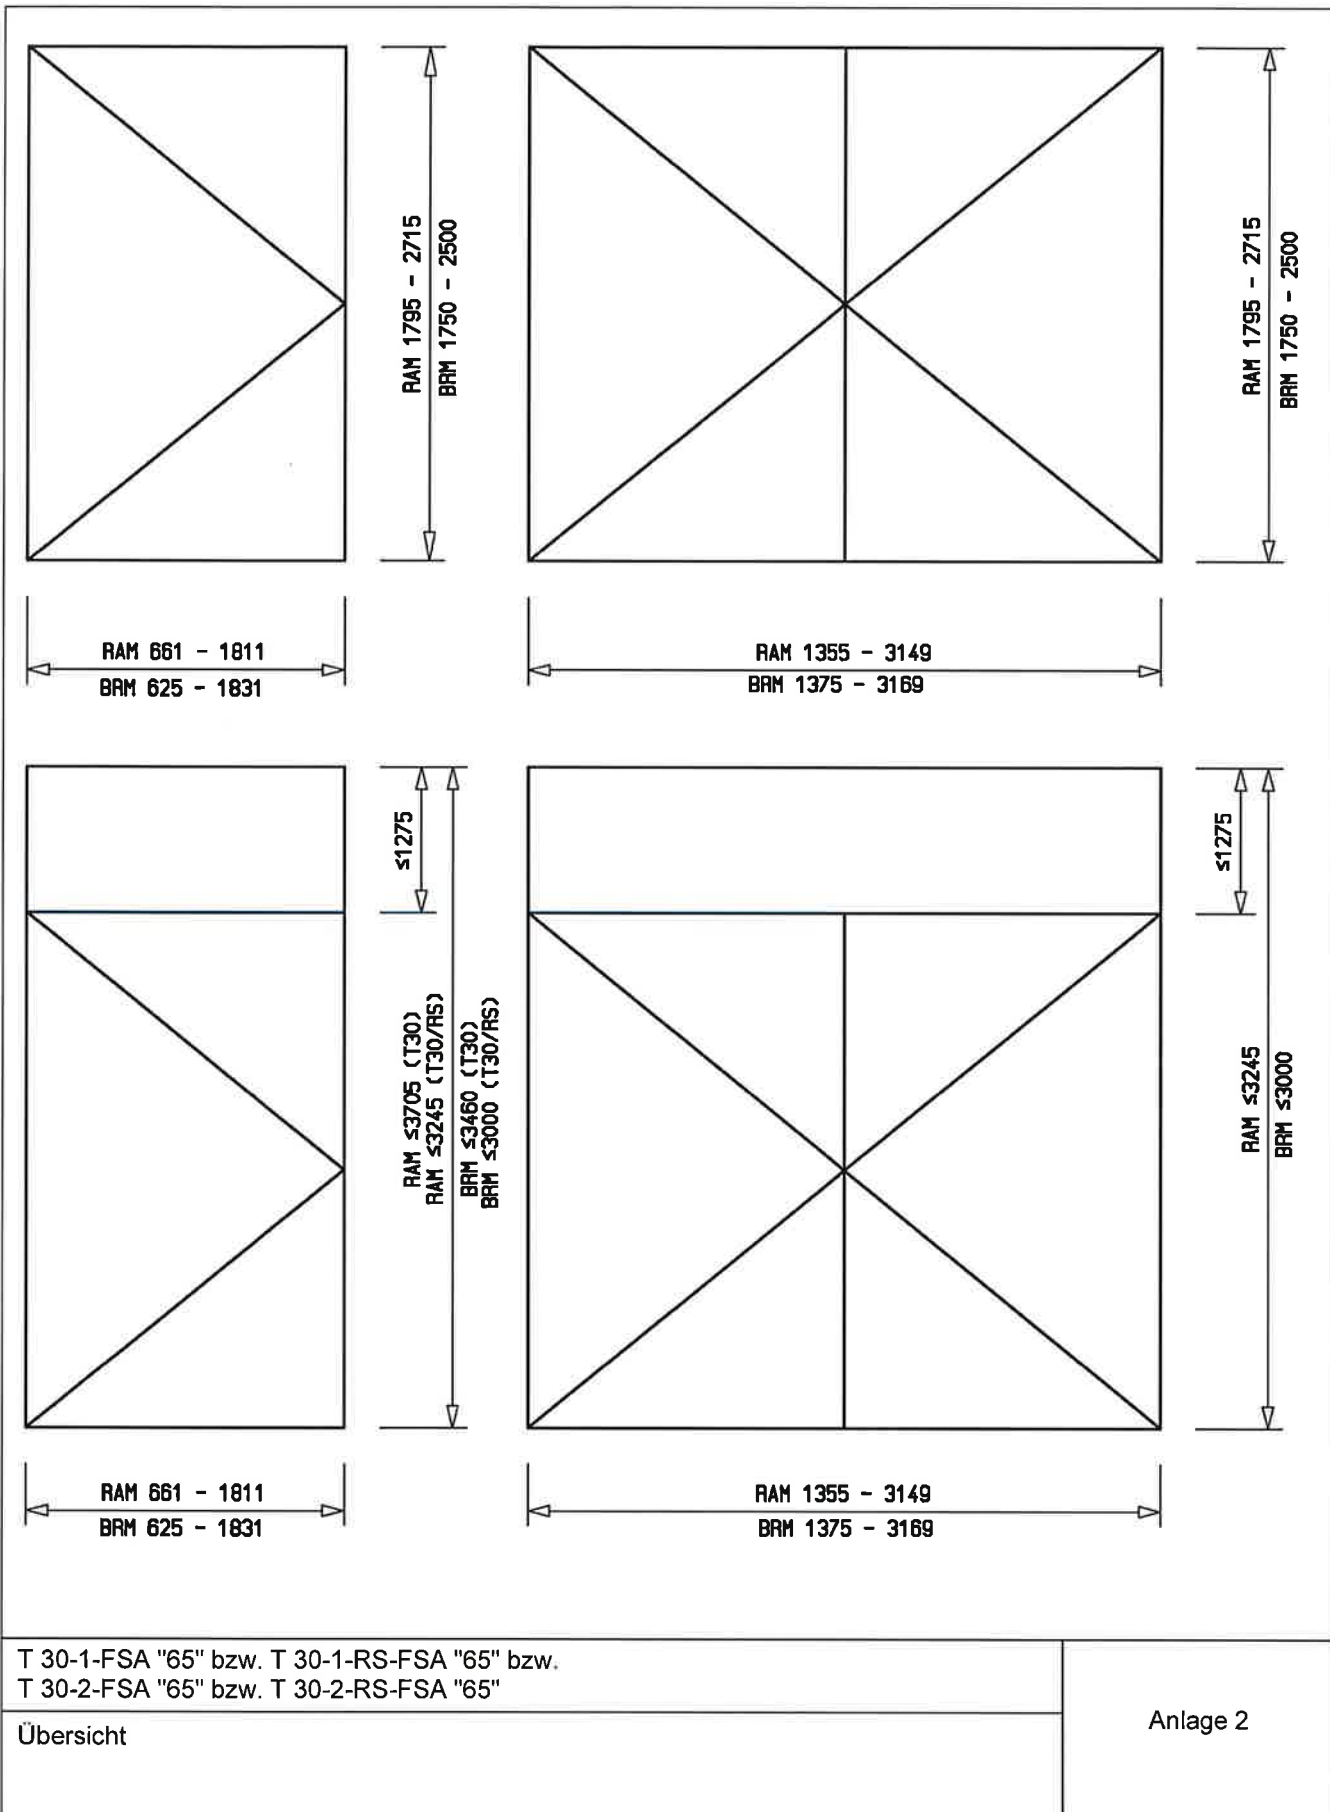 RAM 1795 - 2715
BRM 1750 - 2500
RAM 1795 - 2715
BRM 1750 - 2500
RAM 661 - 1811
BRM 625 - 1831
RAM 1355 - 3149
BRM 1375 - 3169
≤1275
RAM ≤3705 (T30)
RAM ≤3245 (T30/RS)
BRM ≤3460 (T30)
BRM ≤3000 (T30/RS)
≤1275
RAM ≤3245
BRM ≤3000
RAM 661 - 1811
BRM 625 - 1831
RAM 1355 - 3149
BRM 1375 - 3169
T 30-1-FSA "65" bzw. T 30-1-RS-FSA "65" bzw.
T 30-2-FSA "65" bzw. T 30-2-RS-FSA "65"
Übersicht
Anlage 2